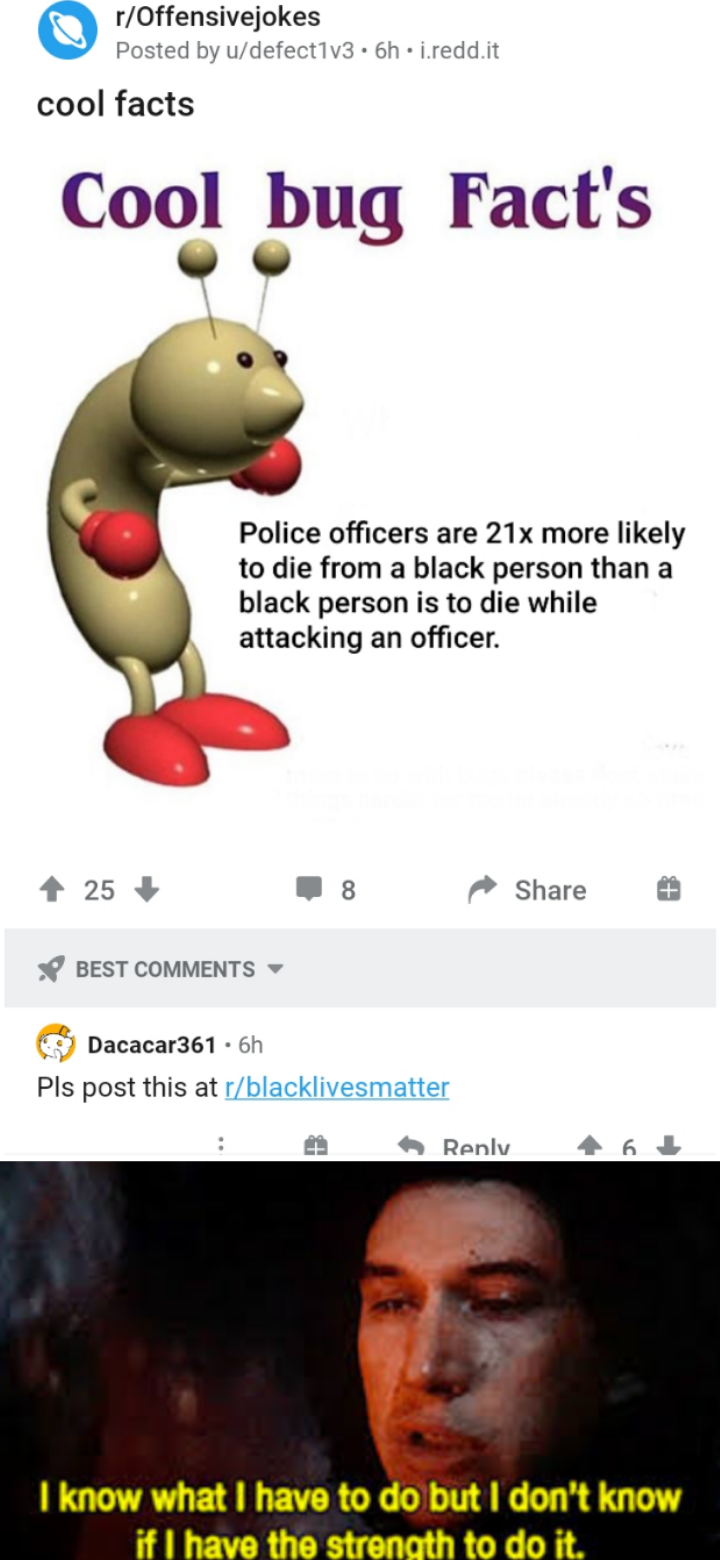 r/Offensivejokes
Posted by u/defect1v3 • 6h • i.redd.it
cool facts
Cool bug Fact's
Police officers are 21x more likely
to die from a black person than a
black person is to die while
attacking an officer.
25
8
Share
BEST COMMENTS
Dacacar361 • 6h
Pls post this at r/blacklivesmatter
Reply
6
I know what I have to do but I don't know
if I have the strength to do it.